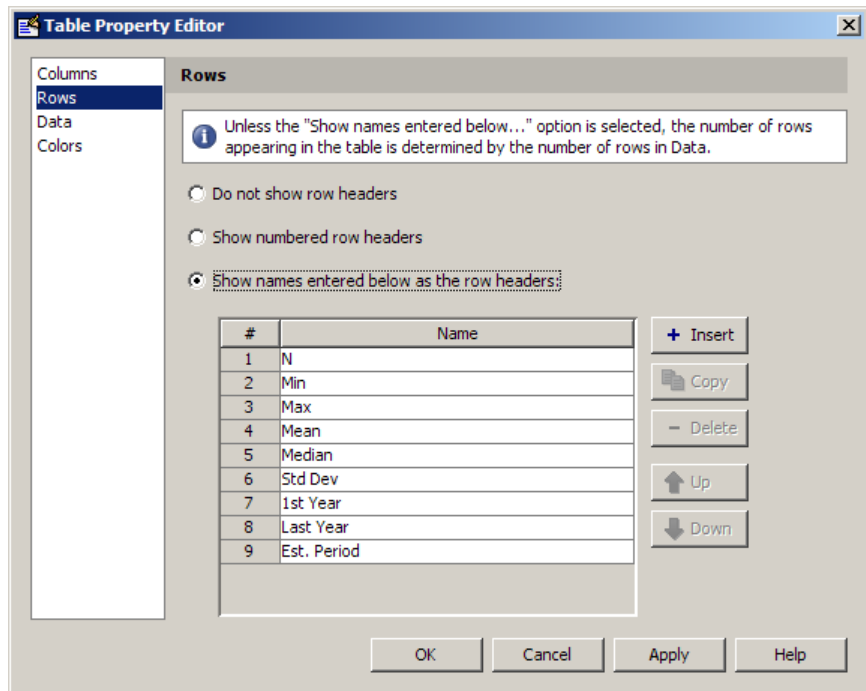 Table Property Editor
Columns
Rows
Data
Colors
Rows
Unless the "Show names entered below..." option is selected, the number of rows
appearing in the table is determined by the number of rows in Data.
Do not show row headers
Show numbered row headers
Show names entered below as the row headers:
# Name
1 N
2 Min
3 Max
4 Mean
5 Median
6 Std Dev
7 1st Year
8 Last Year
9 Est. Period
+ Insert
Copy
- Delete
Up
Down
OK Cancel Apply Help